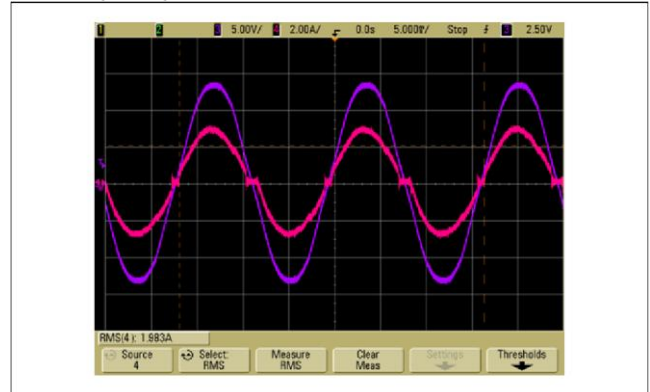 1 2 3 5.00V/ 4 2.00A/ 0.0s 5.000 / Stop 3 2.50V
RMS(4): 1.983A
Source Select: Measure Clear Settings Thresholds
4 RMS RMS Meas